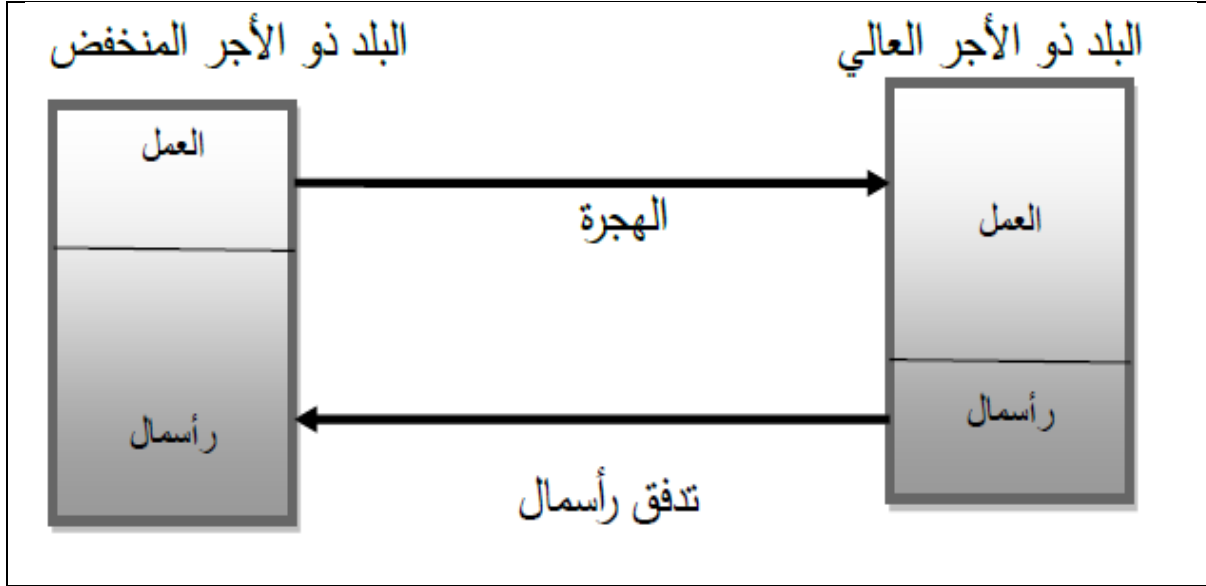 البلد ذو الأجر العالي
البلد ذو الأجر المنخفض
العمل
العمل
الهجرة
رأسمال
رأسمال
تدفق رأسمال